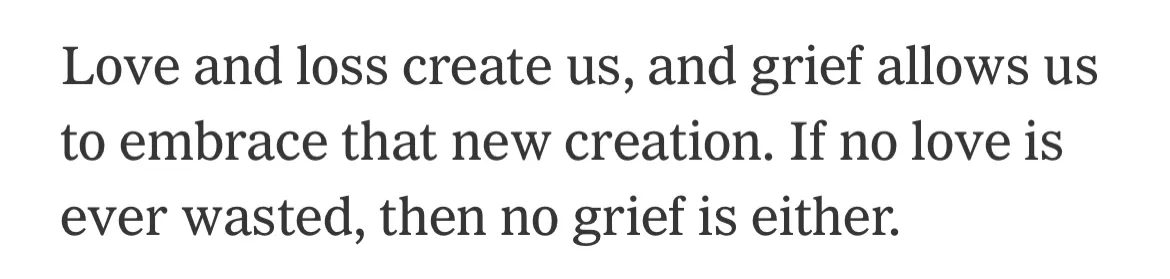 Love and loss create us, and grief allows us
to embrace that new creation. If no love is
ever wasted, then no grief is either.